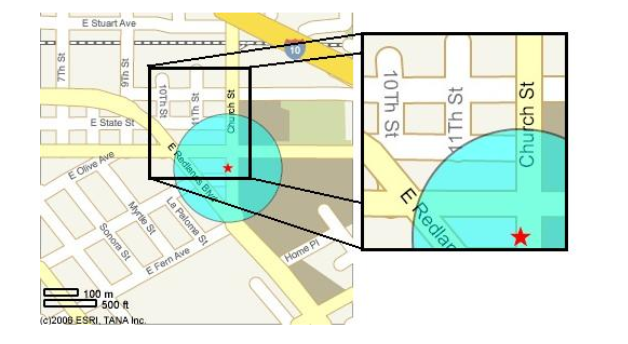 E Stuart Ave
10
7Th St
9Th St
10Th St
11Th St
Church St
E State St
E Redlands Blvd
E Olive Ave
Myrtle St
La Paloma St
Sonora St
E Fern Ave
Home Pl
100 m
500 ft
(c)2006 ESRI, TANA Inc.
10Th St
11Th St
Church St
E Redlan